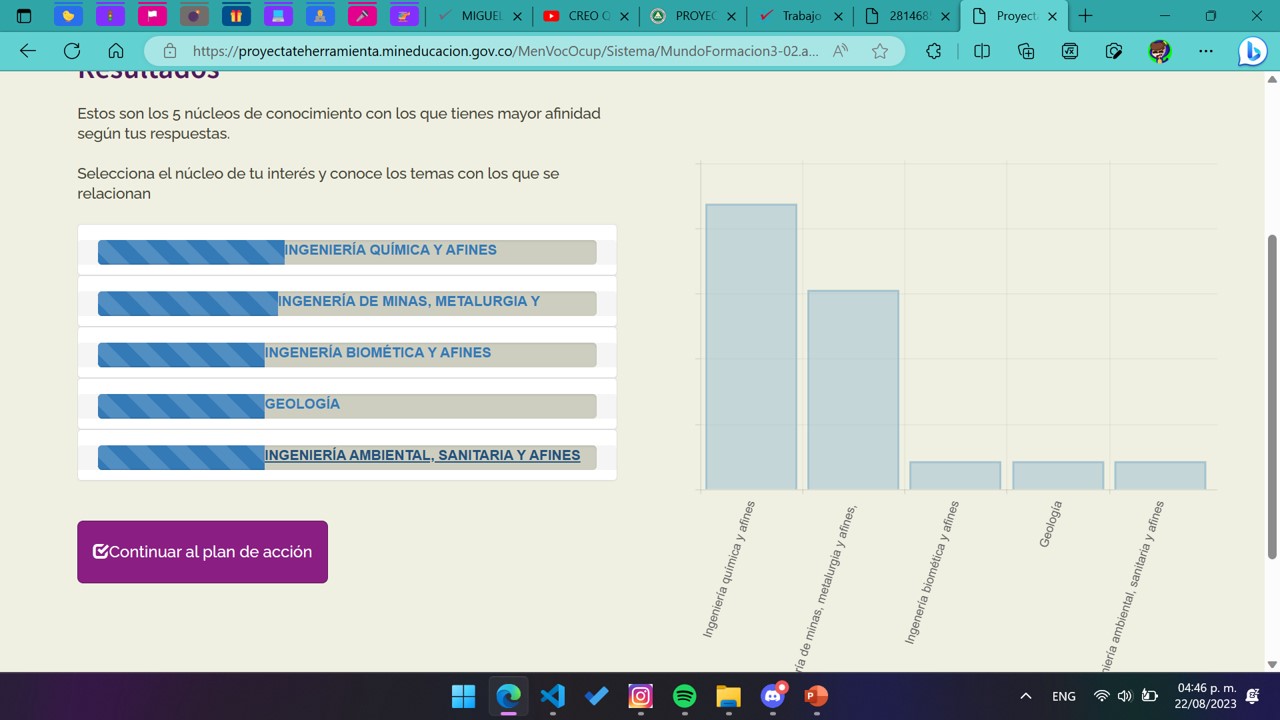 MIGUEL
CREO Q
PROYEC
Trabajo
281468
Proyect
https://proyectateherramienta.mineducacion.gov.co/MenVocOcup/Sistema/MundoFormacion3-02.a...
Resultados
Estos son los 5 núcleos de conocimiento con los que tienes mayor afinidad
según tus respuestas.
Selecciona el núcleo de tu interés y conoce los temas con los que se
relacionan
INGENIERÍA QUÍMICA Y AFINES
INGENERÍA DE MINAS, METALURGIA Y
INGENERÍA BIOMÉTICA Y AFINES
GEOLOGÍA
INGENIERÍA AMBIENTAL, SANITARIA Y AFINES
Continuar al plan de acción
Ingeniería química y afines
ría de minas, metalurgia y afines,
Ingenería biomética y afines
Geología
niería ambiental, sanitaria y afines
ENG
04:46 p. m.
22/08/2023